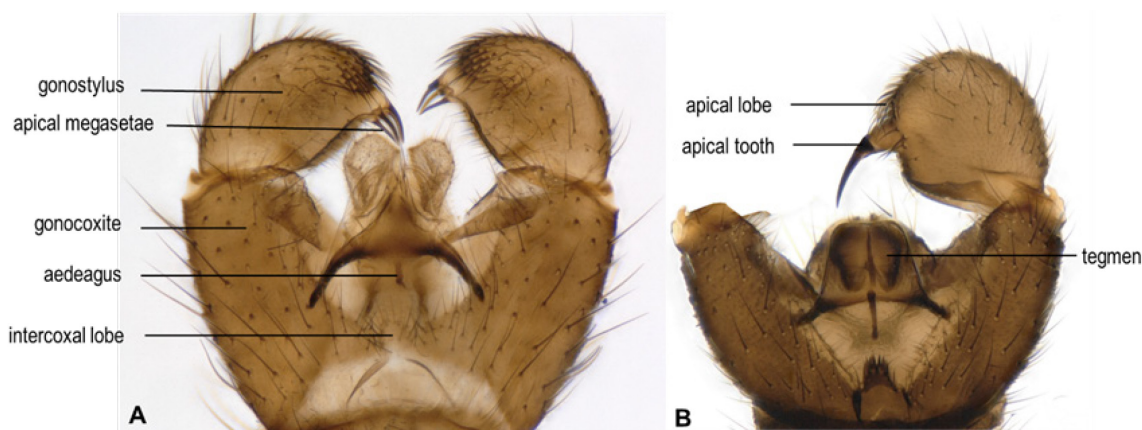 gonostylus
apical megasetae
gonocoxite
aedeagus
intercoxal lobe
A
apical lobe
apical tooth
tegmen
B